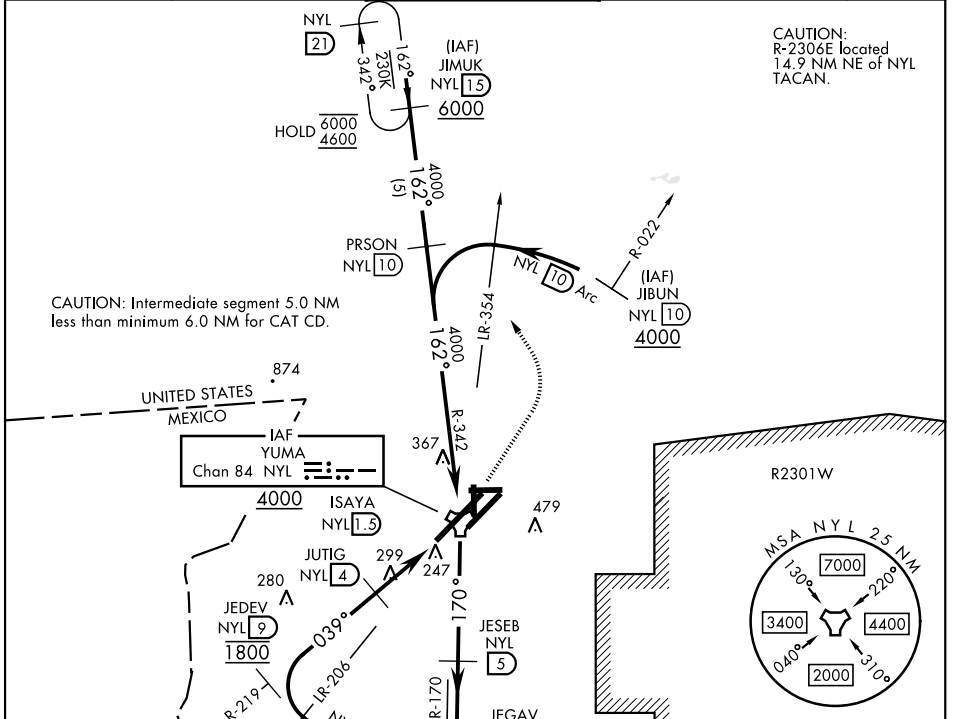 NYL
21
162°
230K
342°
(IAF)
JIMUK
NYL 15
6000
HOLD 6000
4600
CAUTION:
R-2306E located
14.9 NM NE of NYL
TACAN.
4000
162°
(5)
PRSON
NYL 10
LR-354
NYL 10 Arc
R-022
(IAF)
JIBUN
NYL 10
4000
CAUTION: Intermediate segment 5.0 NM
less than minimum 6.0 NM for CAT CD.
4000
162°
R-342
874
UNITED STATES
MEXICO
IAF
YUMA
Chan 84 NYL
4000
367
ISAYA
NYL 1.5
479
R2301W
JUTIG
NYL 4
299
247
280
JEDEV
NYL 9
1800
039°
LR-206
R-219
170°
JESEB
NYL
5
R-170
JEGAV
MSA NYL 25 NM
130°
7000
220°
3400
4400
040°
2000
310°